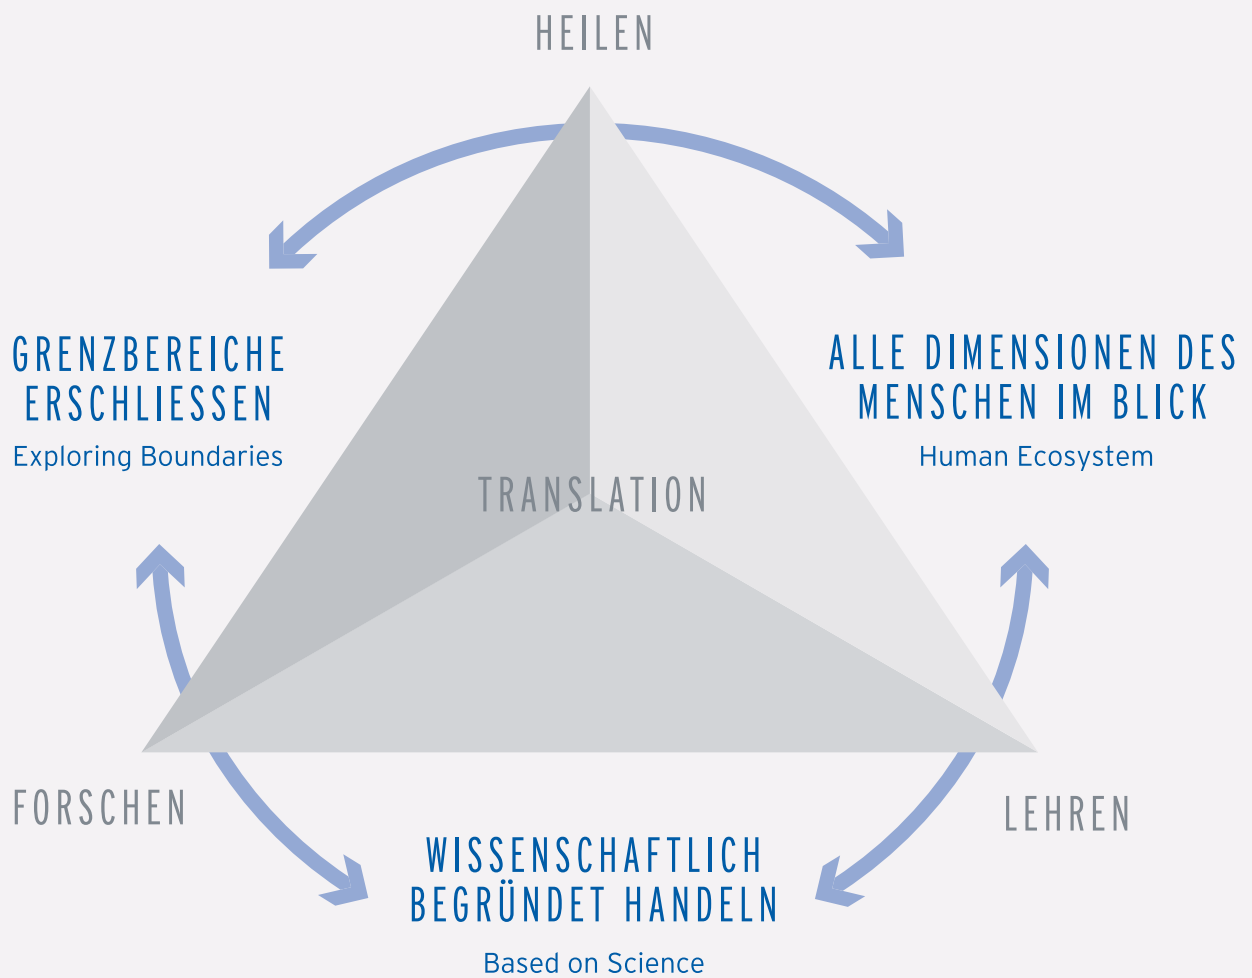 HEILEN
GRENZBEREICHE
ERSCHLIESSEN
Exploring Boundaries
ALLE DIMENSIONEN DES
MENSCHEN IM BLICK
Human Ecosystem
TRANSLATION
FORSCHEN
LEHREN
WISSENSCHAFTLICH
BEGRÜNDET HANDELN
Based on Science